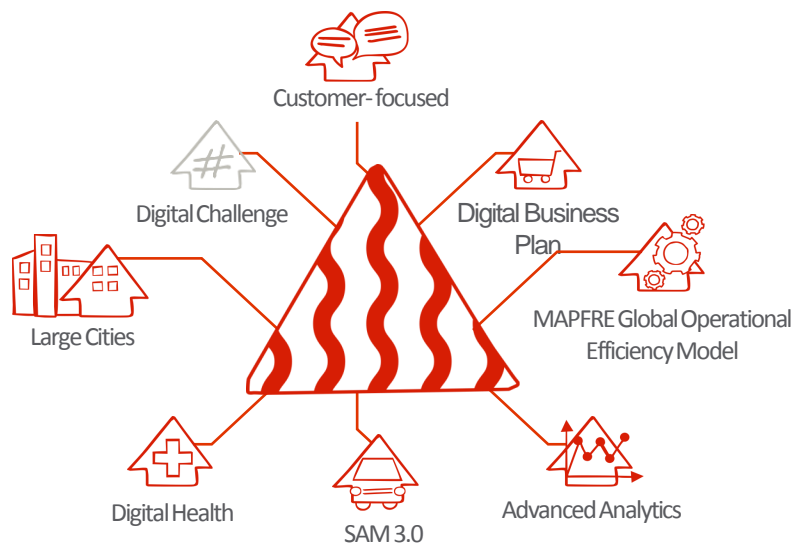 Customer-focused
Digital Challenge
Digital Business
Plan
Large Cities
MAPFRE Global Operational
Efficiency Model
Digital Health
SAM 3.0
Advanced Analytics